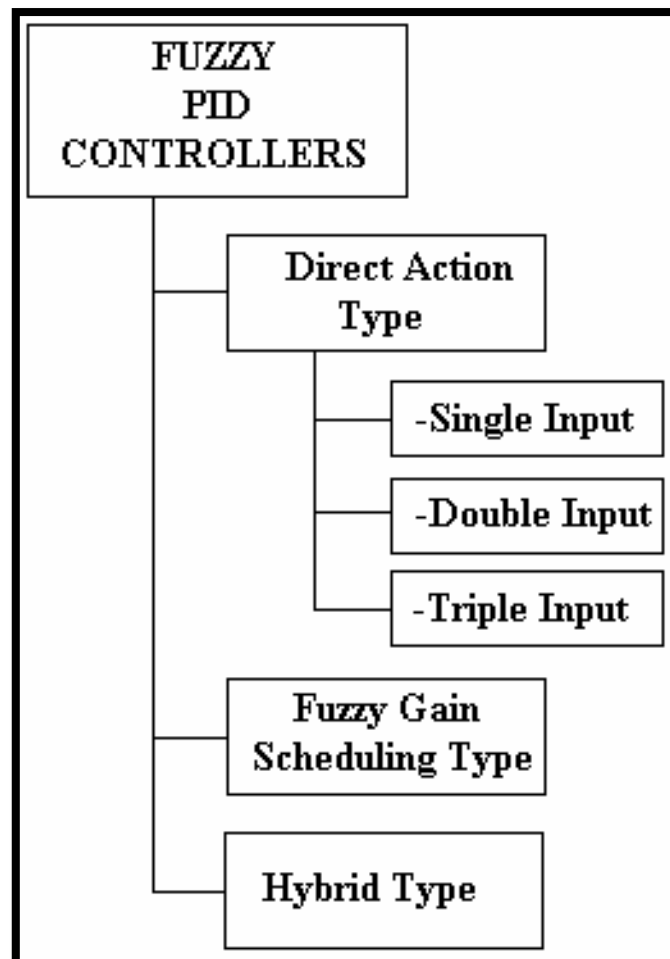 FUZZY
PID
CONTROLLERS
Direct Action
Type
-Single Input
-Double Input
-Triple Input
Fuzzy Gain
Scheduling Type
Hybrid Type